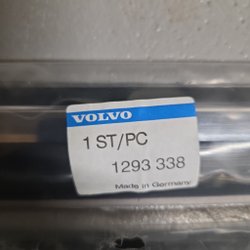 VOLVO
1 ST/PC
1293 338
Made in Germany